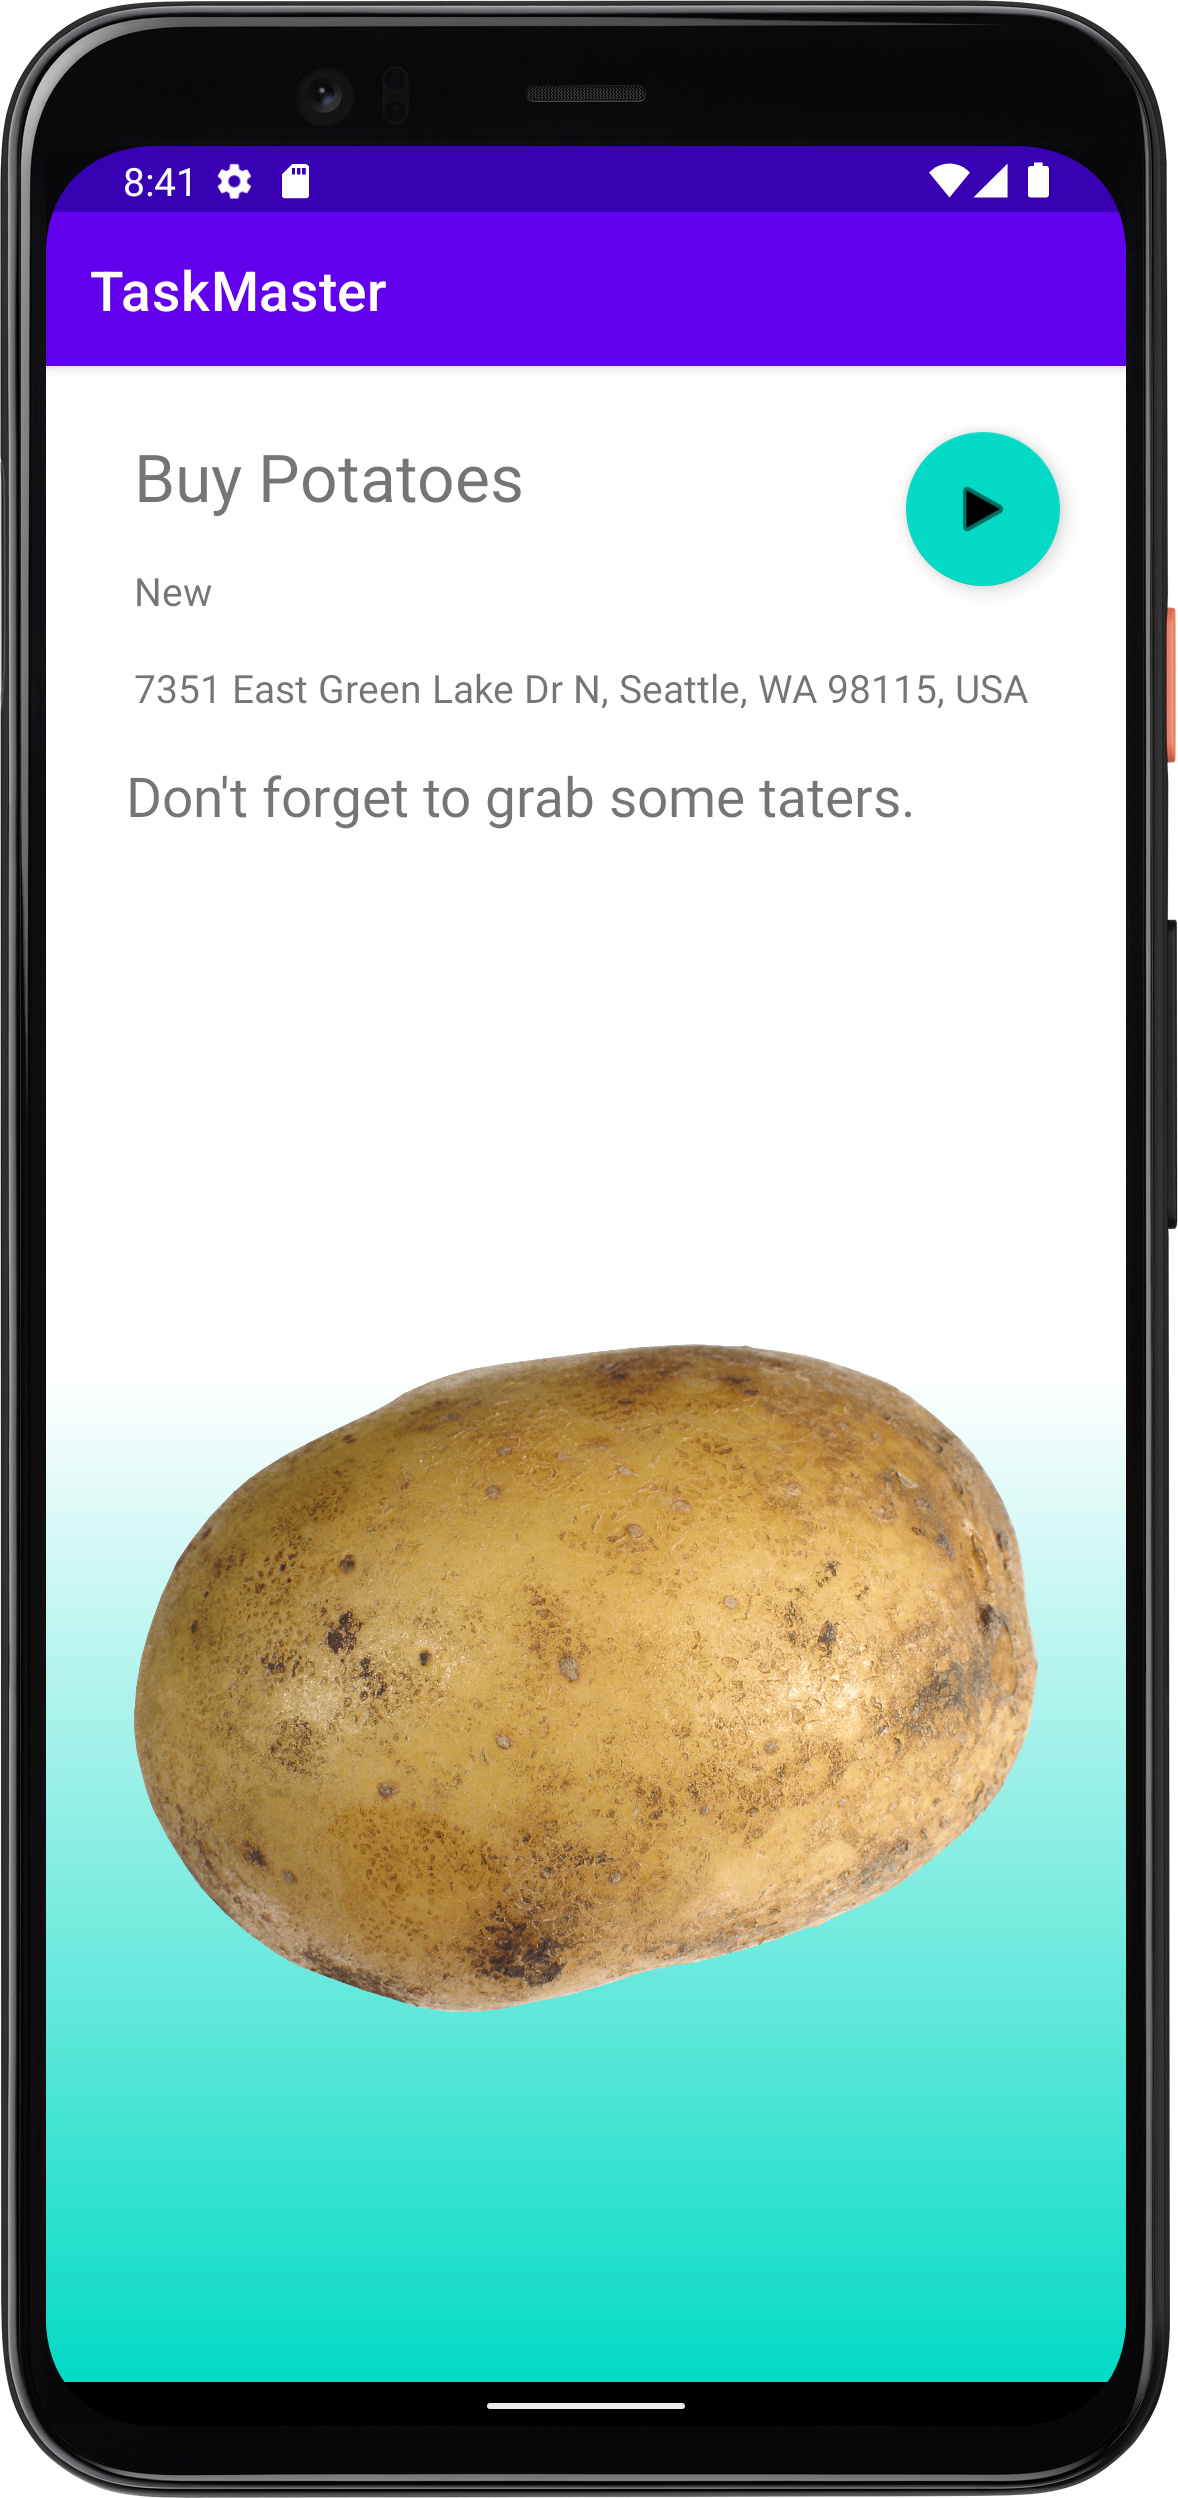 8:41
TaskMaster
Buy Potatoes
New
7351 East Green Lake Dr N, Seattle, WA 98115, USA
Don't forget to grab some taters.